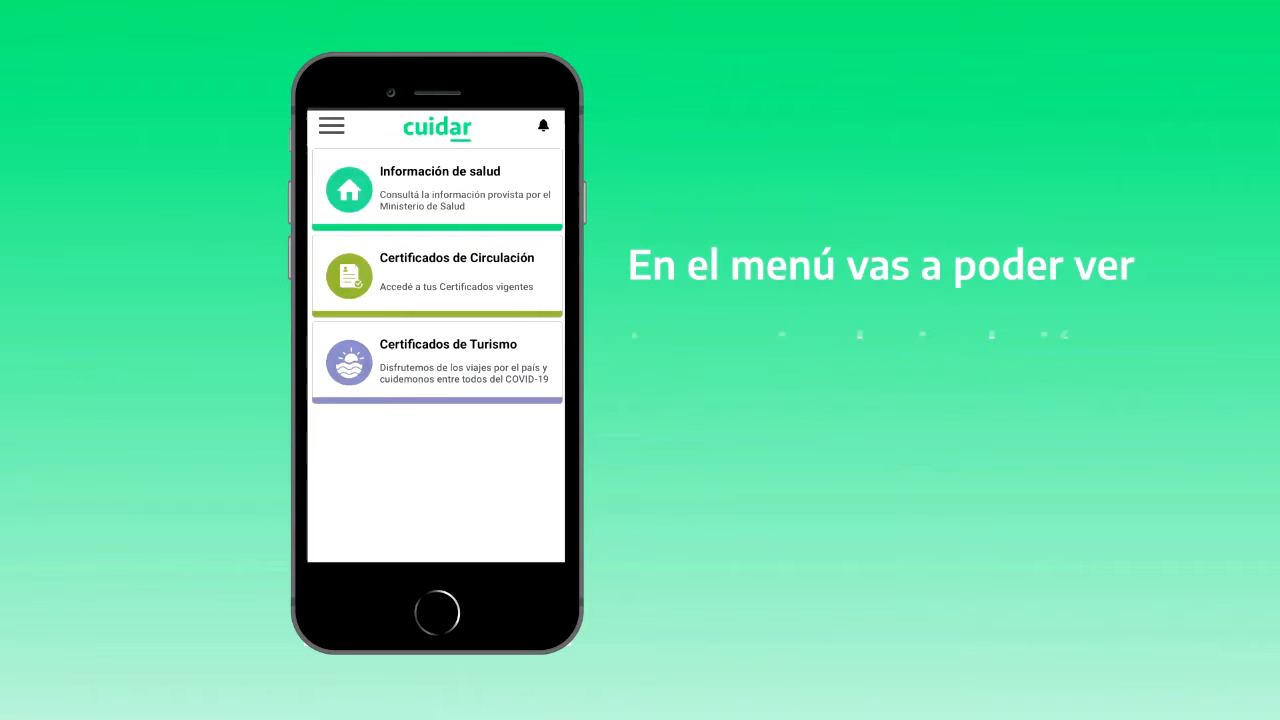 cuidar
Información de salud
Consultá la información provista por el
Ministerio de Salud
Certificados de Circulación
Accedé a tus Certificados vigentes
Certificados de Turismo
Disfrutemos de los viajes por el país y
cuidemonos entre todos del COVID-19
En el menú vas a poder ver